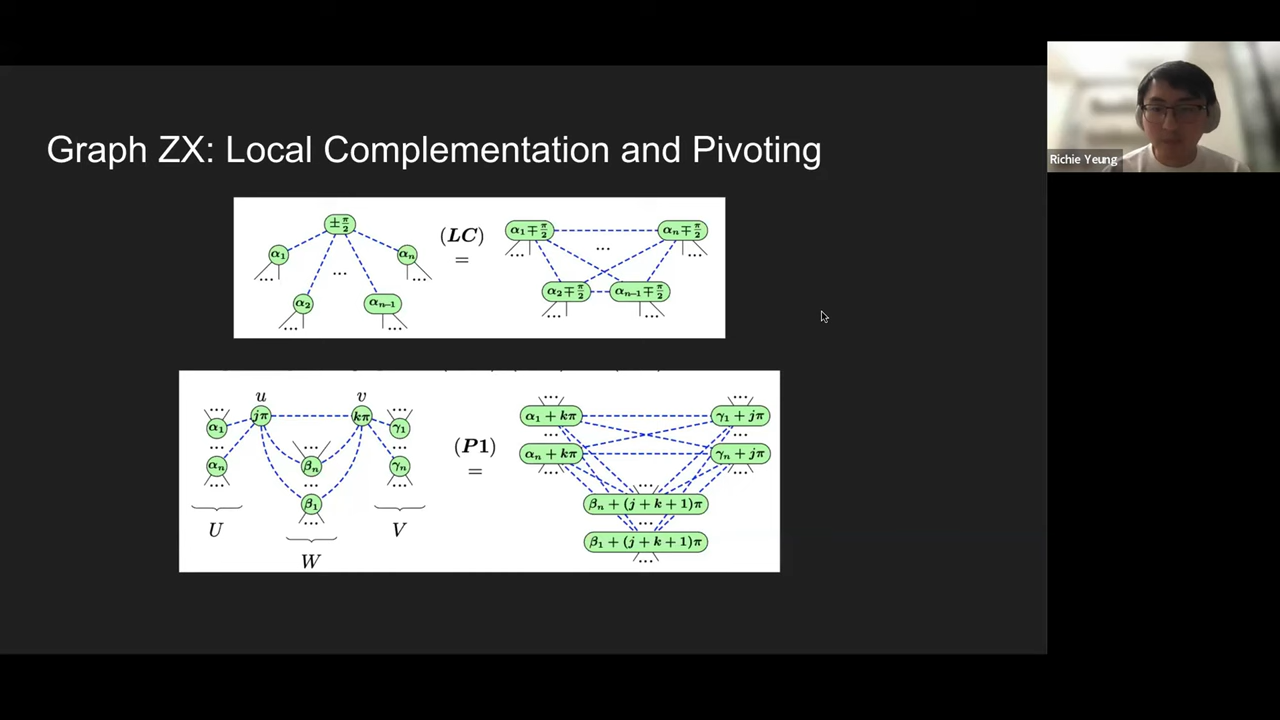 Graph ZX: Local Complementation and Pivoting
Richie Yeung
±π/2
α₁ αₙ
...
α₂ αₙ₋₁
... ... ... ...
(LC)
=
α₁∓π/2 αₙ∓π/2
... ... ...
α₂∓π/2 αₙ₋₁∓π/2
... ...
u v
... jπ kπ ...
α₁ γ₁
... ... ...
αₙ βₙ γₙ
... ... ...
β₁
...
U V
W
(P1)
=
... ...
α₁ + kπ γ₁ + jπ
... ...
αₙ + kπ γₙ + jπ
... ... ...
βₙ + (j + k + 1)π
...
β₁ + (j + k + 1)π
...